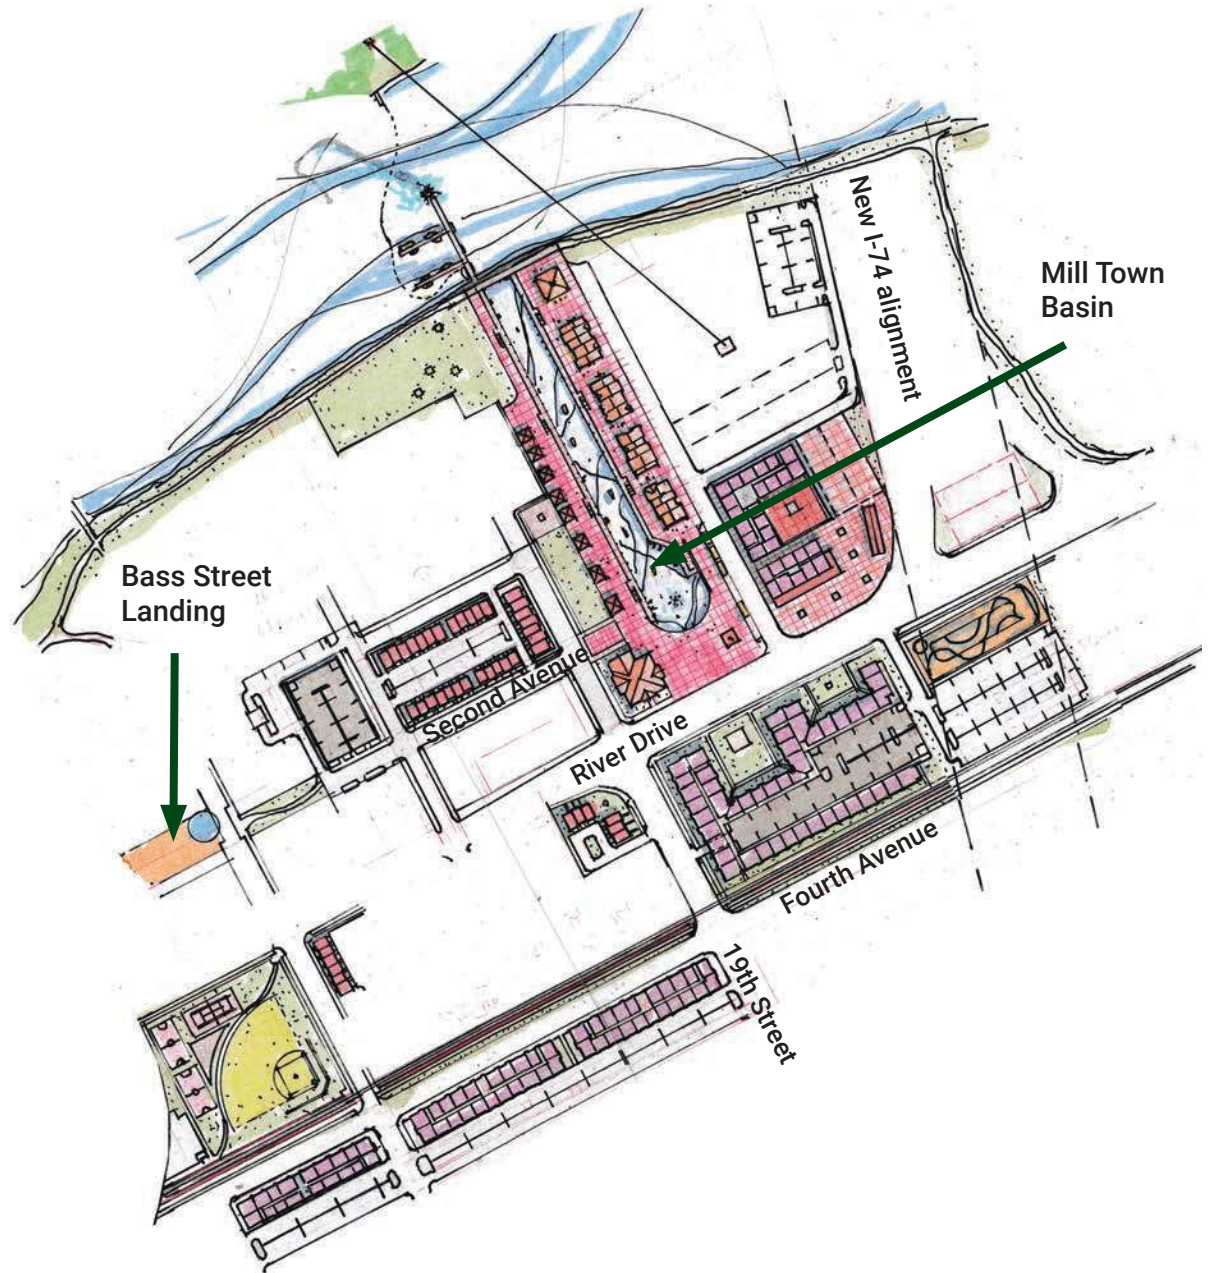 New I-74 alignment
Mill Town
Basin
Bass Street
Landing
Second Avenue
River Drive
Fourth Avenue
19th Street